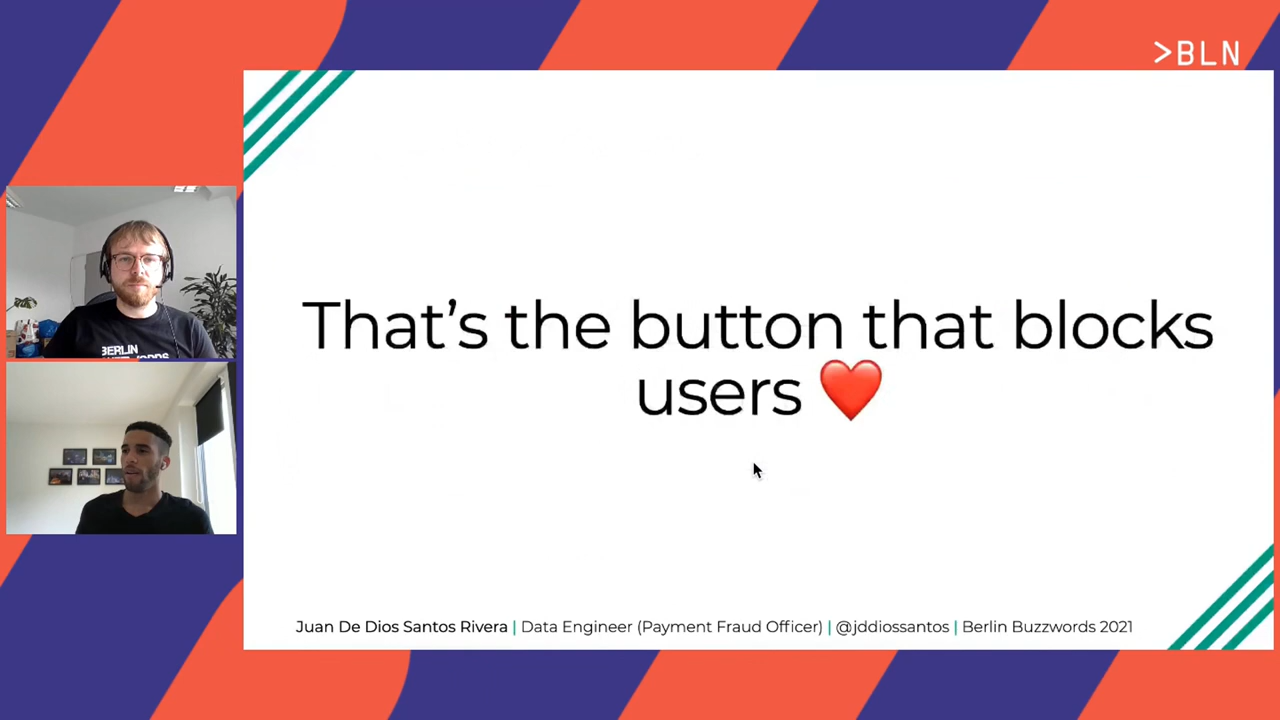 >BLN
That’s the button that blocks
users ❤️
BERLIN
Juan De Dios Santos Rivera | Data Engineer (Payment Fraud Officer) | @jddiossantos | Berlin Buzzwords 2021